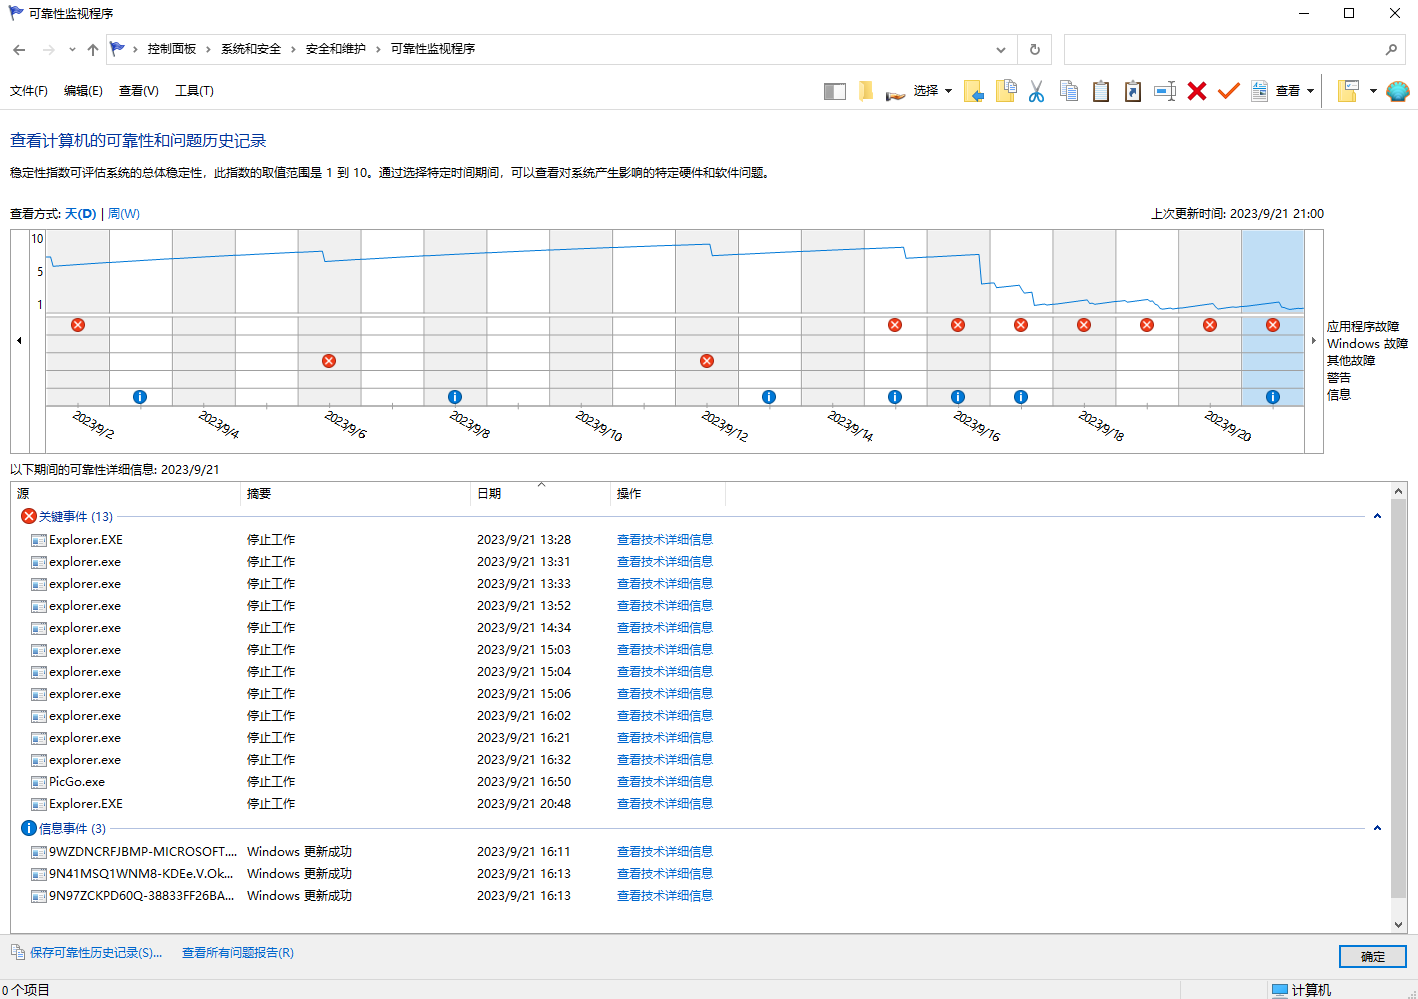 可靠性监视程序
控制面板 › 系统和安全 › 安全和维护 › 可靠性监视程序
文件(F) 编辑(E) 查看(V) 工具(T) 选择 查看
查看计算机的可靠性和问题历史记录
稳定性指数可评估系统的总体稳定性，此指数的取值范围是 1 到 10。通过选择特定时间期间，可以查看对系统产生影响的特定硬件和软件问题。
查看方式: 天(D) | 周(W) 上次更新时间: 2023/9/21 21:00
10
5
1
应用程序故障
Windows 故障
其他故障
警告
信息
2023/9/2 2023/9/4 2023/9/6 2023/9/8 2023/9/10 2023/9/12 2023/9/14 2023/9/16 2023/9/18 2023/9/20
以下期间的可靠性详细信息: 2023/9/21
源 摘要 日期 操作
关键事件 (13)
Explorer.EXE 停止工作 2023/9/21 13:28 查看技术详细信息
explorer.exe 停止工作 2023/9/21 13:31 查看技术详细信息
explorer.exe 停止工作 2023/9/21 13:33 查看技术详细信息
explorer.exe 停止工作 2023/9/21 13:52 查看技术详细信息
explorer.exe 停止工作 2023/9/21 14:34 查看技术详细信息
explorer.exe 停止工作 2023/9/21 15:03 查看技术详细信息
explorer.exe 停止工作 2023/9/21 15:04 查看技术详细信息
explorer.exe 停止工作 2023/9/21 15:06 查看技术详细信息
explorer.exe 停止工作 2023/9/21 16:02 查看技术详细信息
explorer.exe 停止工作 2023/9/21 16:21 查看技术详细信息
explorer.exe 停止工作 2023/9/21 16:32 查看技术详细信息
PicGo.exe 停止工作 2023/9/21 16:50 查看技术详细信息
Explorer.EXE 停止工作 2023/9/21 20:48 查看技术详细信息
信息事件 (3)
9WZDNCRFJBMP-MICROSOFT.... Windows 更新成功 2023/9/21 16:11 查看技术详细信息
9N41MSQ1WNM8-KDEe.V.Ok... Windows 更新成功 2023/9/21 16:13 查看技术详细信息
9N97ZCKPD60Q-38833FF26BA... Windows 更新成功 2023/9/21 16:13 查看技术详细信息
保存可靠性历史记录(S)... 查看所有问题报告(R) 确定
0 个项目 计算机